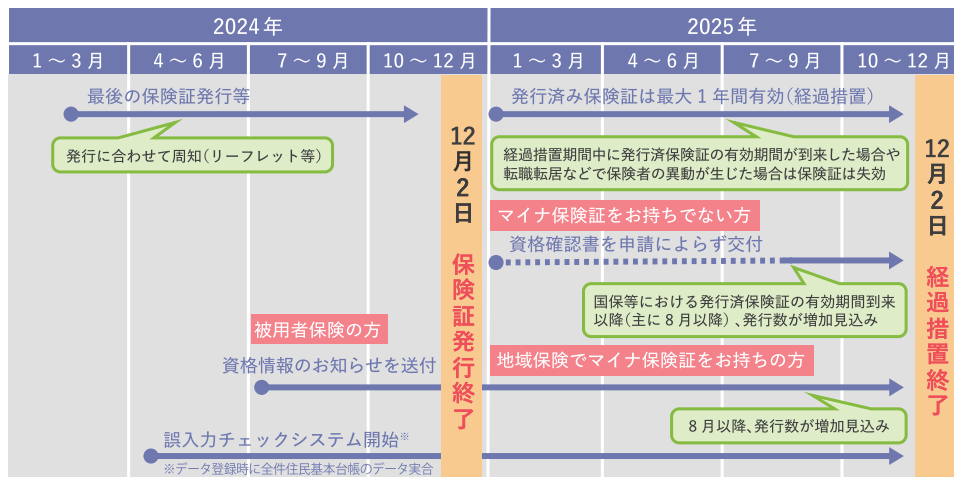 2024年
2025年
1～3月
4～6月
7～9月
10～12月
1～3月
4～6月
7～9月
10～12月
最後の保険証発行等
発行に合わせて周知(リーフレット等)
12月2日 保険証発行終了
発行済み保険証は最大1年間有効(経過措置)
経過措置期間中に発行済保険証の有効期間が到来した場合や
転職転居などで保険者の異動が生じた場合は保険証は失効
マイナ保険証をお持ちでない方
資格確認書を申請によらず交付
国保等における発行済保険証の有効期間到来
以降(主に8月以降)、発行数が増加見込み
12月2日 経過措置終了
被用者保険の方
資格情報のお知らせを送付
地域保険でマイナ保険証をお持ちの方
8月以降、発行数が増加見込み
誤入力チェックシステム開始※
※データ登録時に全件住民基本台帳のデータ実合